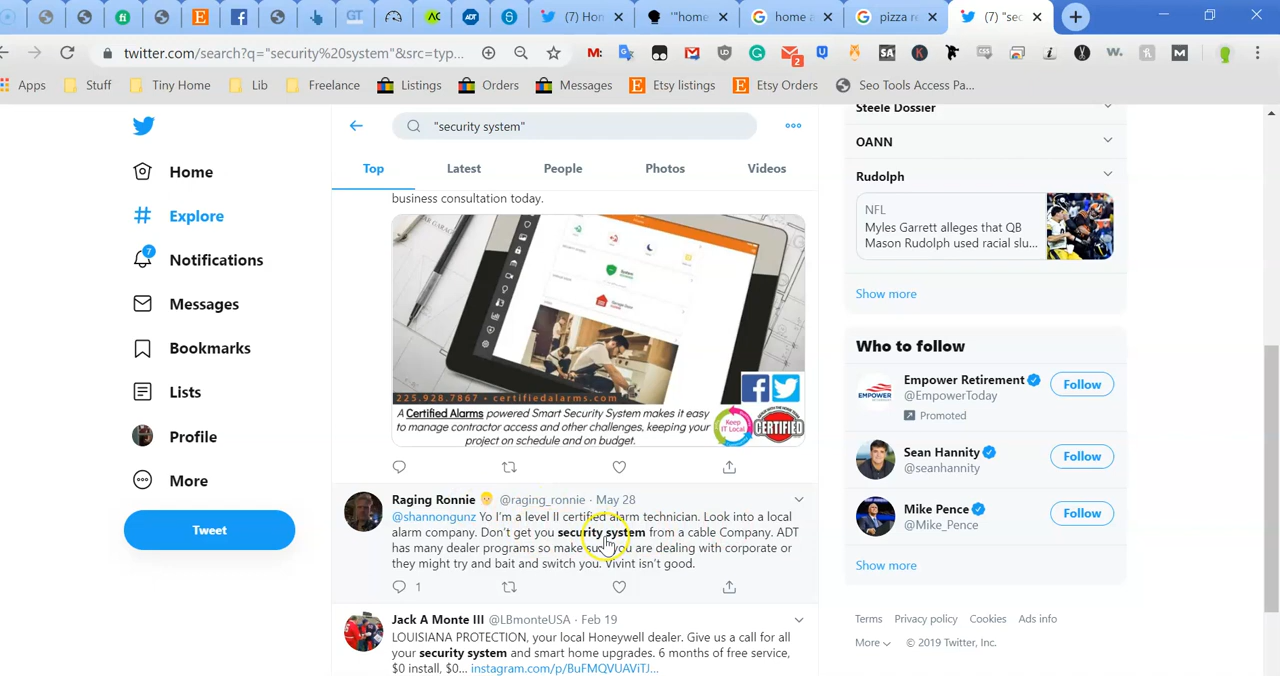 (7) Hon
"home
home a
pizza re
(7) "sec
twitter.com/search?q="security%20system"&src=typ...
Apps
Stuff
Tiny Home
Lib
Freelance
Listings
Orders
Messages
Etsy listings
Etsy Orders
Seo Tools Access Pa...
"security system"
Top
Latest
People
Photos
Videos
Home
Explore
7
Notifications
Messages
Bookmarks
Lists
Profile
More
Tweet
business consultation today.
225.928.7867 • certifiedalarms.com
A Certified Alarms powered Smart Security System makes it easy
to manage contractor access and other challenges, keeping your
project on schedule and on budget.
Keep
IT Local
CERTIFIED
Raging Ronnie @raging_ronnie · May 28
@shannongunz Yo I'm a level II certified alarm technician. Look into a local
alarm company. Don't get you security system from a cable Company. ADT
has many dealer programs so make sure you are dealing with corporate or
they might try and bait and switch you. Vivint isn't good.
1
Jack A Monte III @LBmonteUSA · Feb 19
LOUISIANA PROTECTION, your local Honeywell dealer. Give us a call for all
your security system and smart home upgrades. 6 months of free service,
$0 install, $0... instagram.com/p/BuFMQVUAViTJ...
Steele Dossier
OANN
Rudolph
NFL
Myles Garrett alleges that QB
Mason Rudolph used racial slu...
Show more
Who to follow
Empower Retirement
@EmpowerToday
Promoted
Follow
Sean Hannity
@seanhannity
Follow
Mike Pence
@Mike_Pence
Follow
Show more
Terms Privacy policy Cookies Ads info
More © 2019 Twitter, Inc.